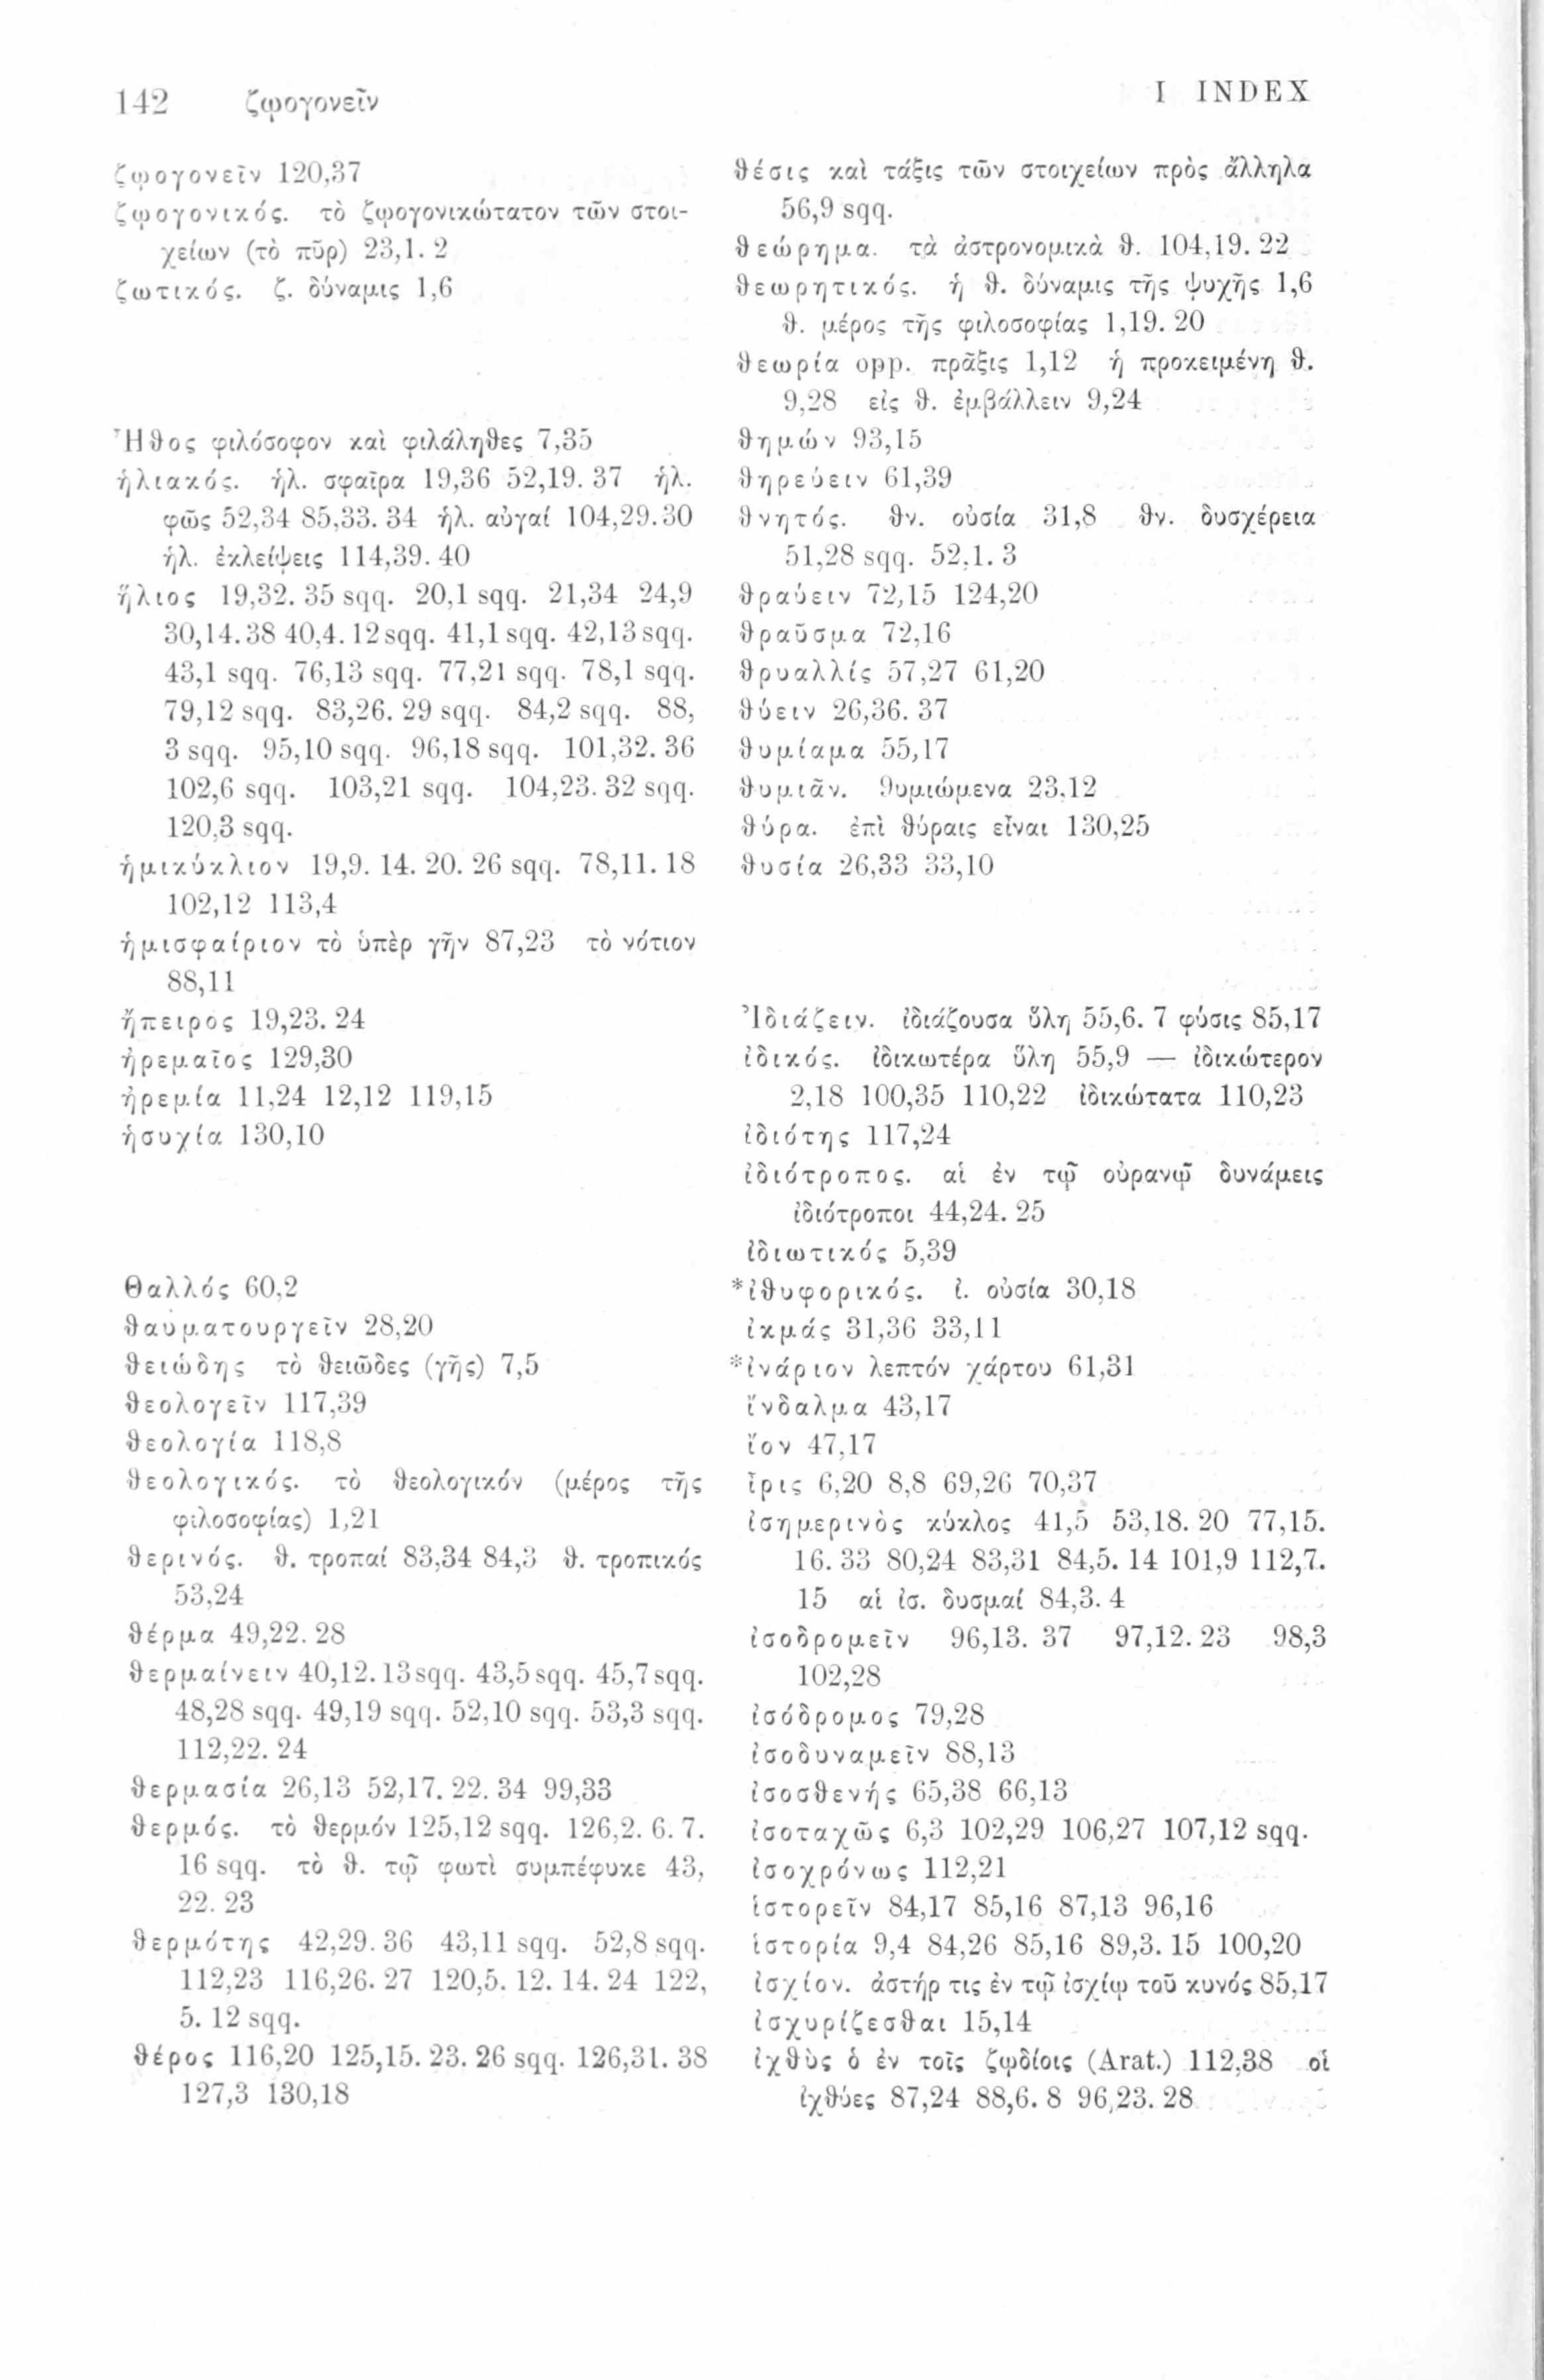 142 ζῳογονεῖν
I INDEX
ζῳογονεῖν 120,37
ζῳογονικός. τὸ ζῳογονικώτατον τῶν στοι-
χείων (τὸ πῦρ) 23,1. 2
ζωτικός. ζ. δύναμις 1,6
Ἦθος φιλόσοφον καὶ φιλάληθες 7,35
ἡλιακός. ἡλ. σφαῖρα 19,36 52,19. 37 ἡλ.
φῶς 52,34 85,33. 34 ἡλ. αὐγαί 104,29.30
ἡλ. ἐκλείψεις 114,39. 40
ἥλιος 19,32. 35 sqq. 20,1 sqq. 21,34 24,9
30,14.38 40,4. 12sqq. 41,1 sqq. 42,13sqq.
43,1 sqq. 76,13 sqq. 77,21 sqq. 78,1 sqq.
79,12 sqq. 83,26. 29 sqq. 84,2 sqq. 88,
3 sqq. 95,10 sqq. 96,18 sqq. 101,32. 36
102,6 sqq. 103,21 sqq. 104,23. 32 sqq.
120,3 sqq.
ἡμικύκλιον 19,9. 14. 20. 26 sqq. 78,11. 18
102,12 113,4
ἡμισφαίριον τὸ ὑπὲρ γῆν 87,23 τὸ νότιον
88,11
ἤπειρος 19,23. 24
ἠρεμαῖος 129,30
ἠρεμία 11,24 12,12 119,15
ἡσυχία 130,10
Θαλλός 60,2
θαυματουργεῖν 28,20
θειώδης τὸ θειῶδες (γῆς) 7,5
θεολογεῖν 117,39
θεολογία 118,8
θεολογικός. τὸ θεολογικόν (μέρος τῆς
φιλοσοφίας) 1,21
θερινός. θ. τροπαί 83,34 84,3 θ. τροπικός
53,24
θέρμα 49,22. 28
θερμαίνειν 40,12. 13sqq. 43,5 sqq. 45,7 sqq.
48,28 sqq. 49,19 sqq. 52,10 sqq. 53,3 sqq.
112,22. 24
θερμασία 26,13 52,17. 22. 34 99,33
θερμός. τὸ θερμόν 125,12 sqq. 126,2. 6. 7.
16 sqq. τὸ θ. τῷ φωτὶ συμπέφυκε 43,
22. 23
θερμότης 42,29. 36 43,11 sqq. 52,8 sqq.
112,23 116,26. 27 120,5. 12. 14. 24 122,
5. 12 sqq.
θέρος 116,20 125,15. 23. 26 sqq. 126,31. 38
127,3 130,18
θέσις καὶ τάξις τῶν στοιχείων πρὸς ἄλληλα
56,9 sqq.
θεώρημα. τὰ ἀστρονομικὰ θ. 104,19. 22
θεωρητικός. ἡ θ. δύναμις τῆς ψυχῆς 1,6
θ. μέρος τῆς φιλοσοφίας 1,19. 20
θεωρία opp. πρᾶξις 1,12 ἡ προκειμένη θ.
9,28 εἰς θ. ἐμβάλλειν 9,24
θημών 93,15
θηρεύειν 61,39
θνητός. θν. οὐσία 31,8 θν. δυσχέρεια
51,28 sqq. 52,1. 3
θραύειν 72,15 124,20
θραῦσμα 72,16
θρυαλλίς 57,27 61,20
θύειν 26,36. 37
θυμίαμα 55,17
θυμιᾶν. θυμιώμενα 23,12
θύρα. ἐπὶ θύραις εἶναι 130,25
θυσία 26,33 33,10
Ἰδιάζειν. ἰδιάζουσα ὕλη 55,6. 7 φύσις 85,17
ἰδικός. ἰδικωτέρα ὕλη 55,9 — ἰδικώτερον
2,18 100,35 110,22 ἰδικώτατα 110,23
ἰδιότης 117,24
ἰδιότροπος. αἱ ἐν τῷ οὐρανῷ δυνάμεις
ἰδιότροποι 44,24. 25
ἰδιωτικός 5,39
*ἰθυφορικός. ἰ. οὐσία 30,18
ἰκμάς 31,36 33,11
*ἰνάριον λεπτόν χάρτου 61,31
ἴνδαλμα 43,17
ἴον 47,17
ἶρις 6,20 8,8 69,26 70,37
ἰσημερινὸς κύκλος 41,5 53,18. 20 77,15.
16. 33 80,24 83,31 84,5. 14 101,9 112,7.
15 αἱ ἰσ. δυσμαί 84,3. 4
ἰσοδρομεῖν 96,13. 37 97,12. 23 98,3
102,28
ἰσόδρομος 79,28
ἰσοδυναμεῖν 88,13
ἰσοσθενής 65,38 66,13
ἰσοταχῶς 6,3 102,29 106,27 107,12 sqq.
ἰσοχρόνως 112,21
ἱστορεῖν 84,17 85,16 87,13 96,16
ἱστορία 9,4 84,26 85,16 89,3. 15 100,20
ἰσχίον. ἀστήρ τις ἐν τῷ ἰσχίῳ τοῦ κυνός 85,17
ἰσχυρίζεσθαι 15,14
ἰχθὺς ὁ ἐν τοῖς ζῳδίοις (Arat.) 112,38 οἱ
ἰχθύες 87,24 88,6. 8 96,23. 28